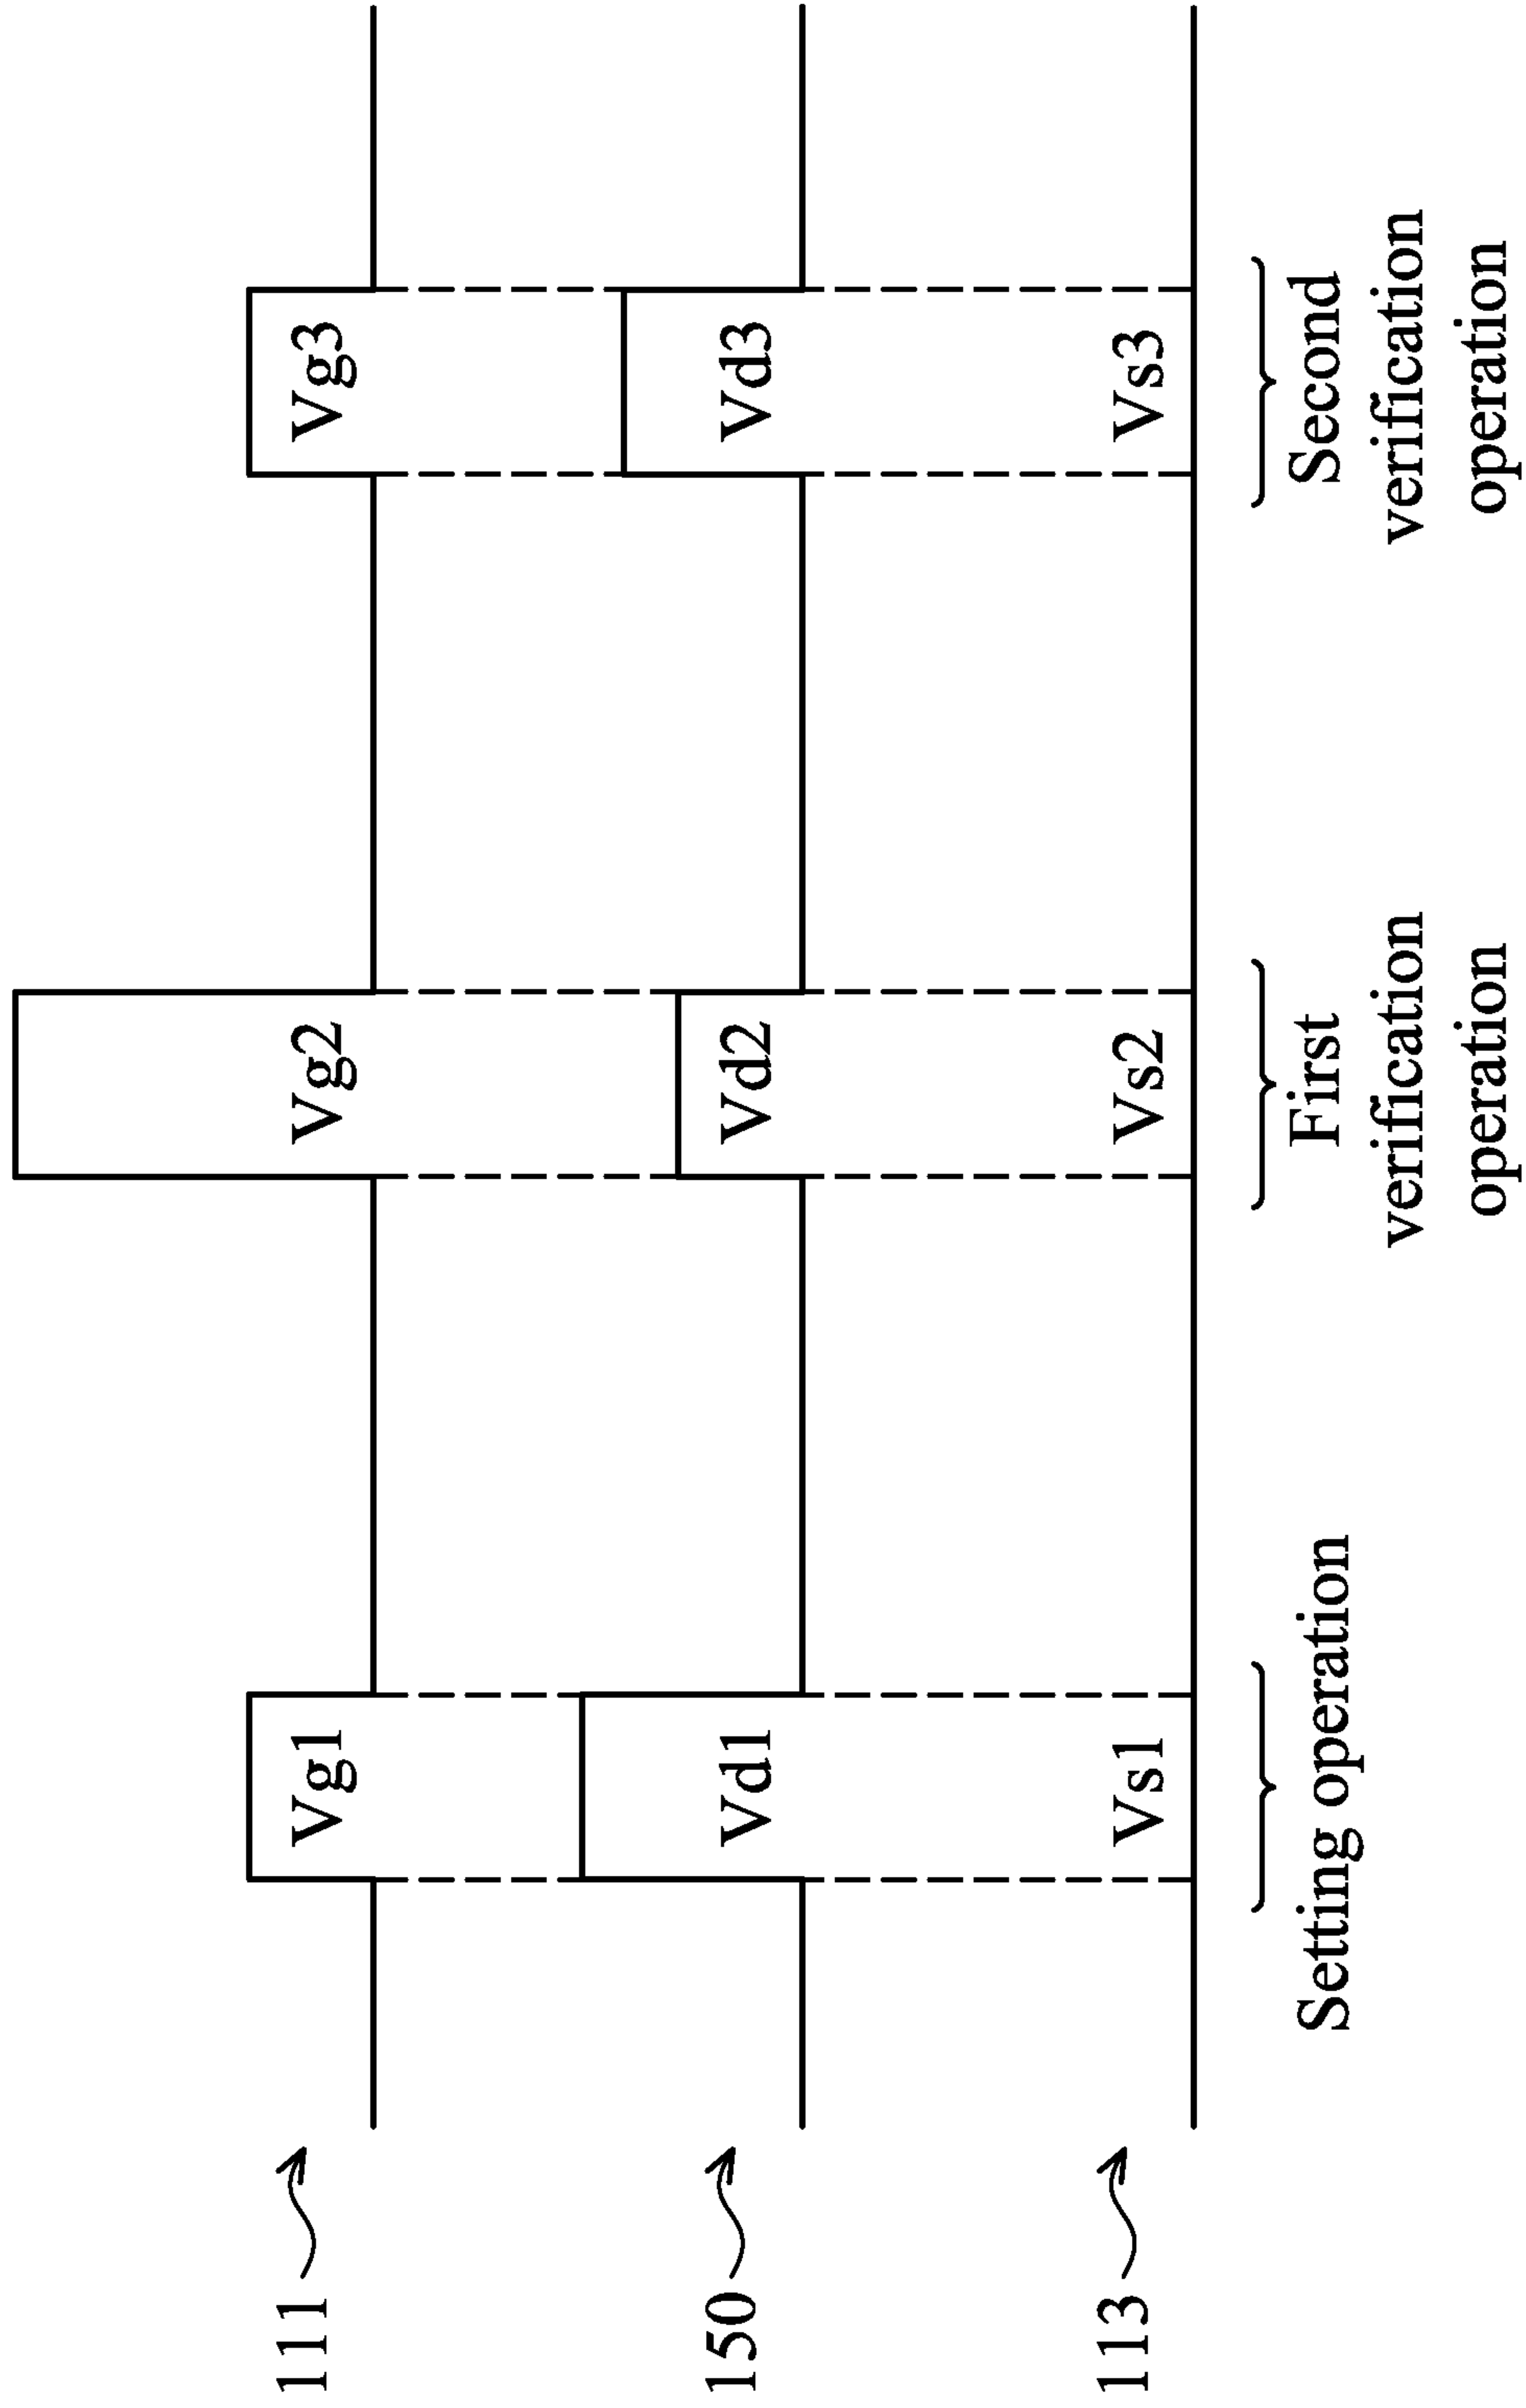 111
Vg1
Vg2
Vg3
150
Vd1
Vd2
Vd3
113
Vs1
Vs2
Vs3
Setting operation
First
verification
operation
Second
verification
operation